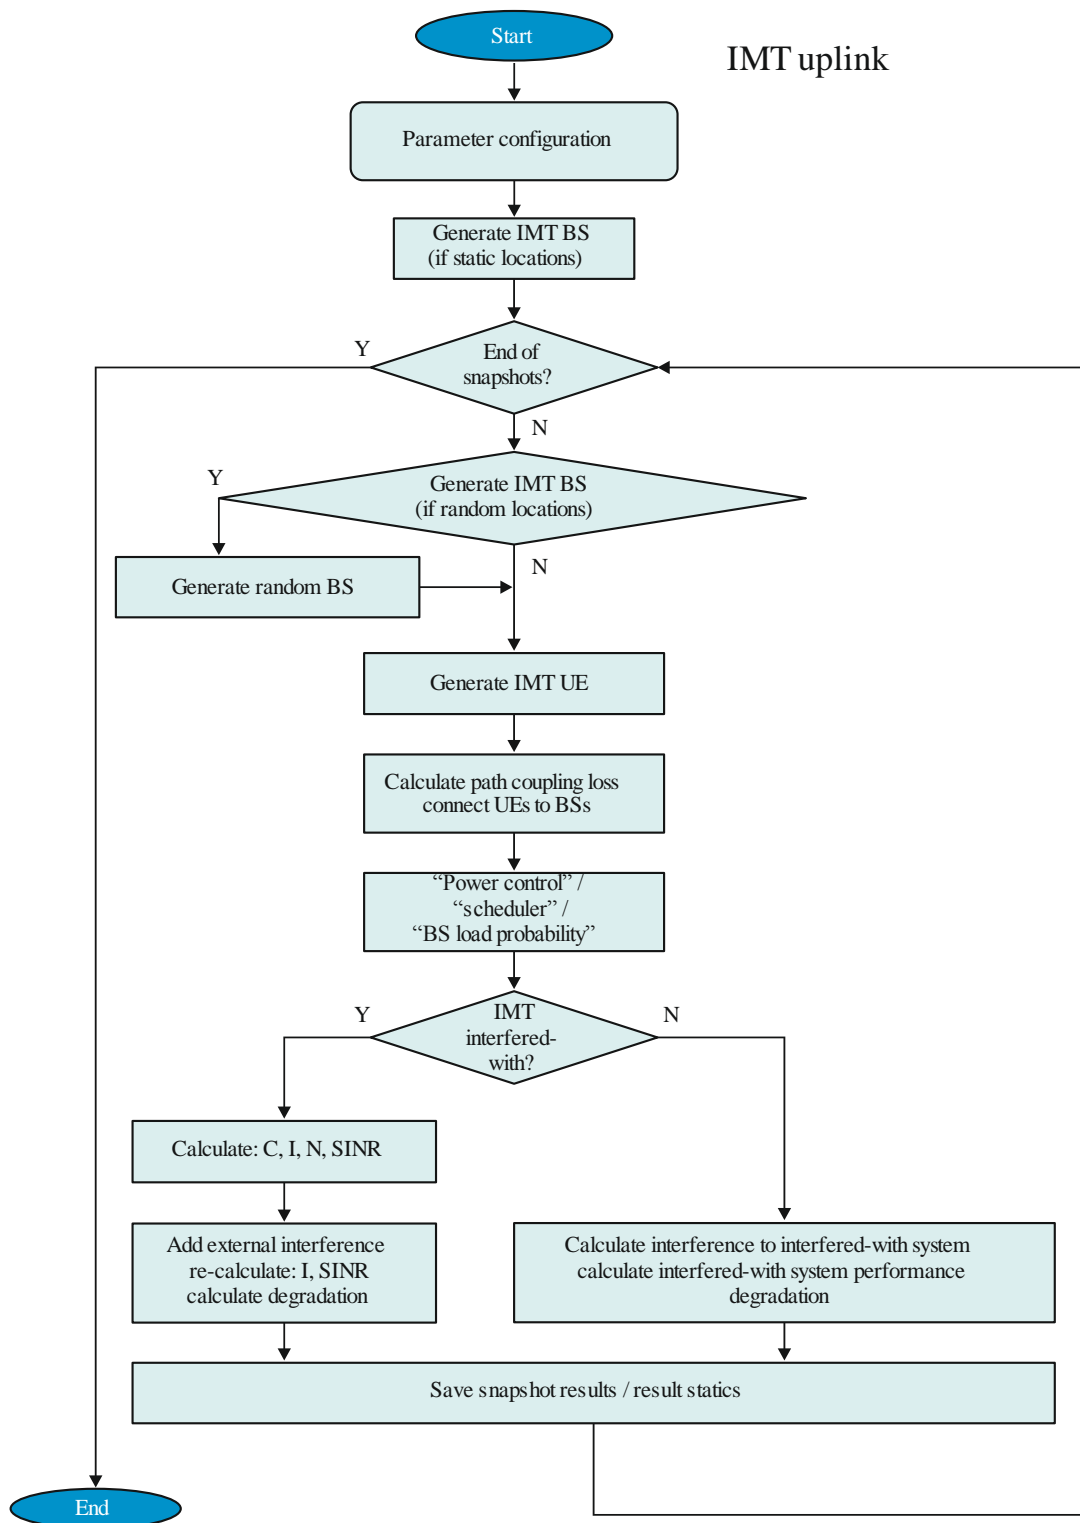 Start
IMT uplink
Parameter configuration
Generate IMT BS
(if static locations)
Y
End of
snapshots?
N
Y
Generate IMT BS
(if random locations)
N
Generate random BS
Generate IMT UE
Calculate path coupling loss
connect UEs to BSs
“Power control” /
“scheduler” /
“BS load probability”
Y
IMT
interfered-
with?
N
Calculate: C, I, N, SINR
Add external interference
re-calculate: I, SINR
calculate degradation
Calculate interference to interfered-with system
calculate interfered-with system performance
degradation
Save snapshot results / result statics
End